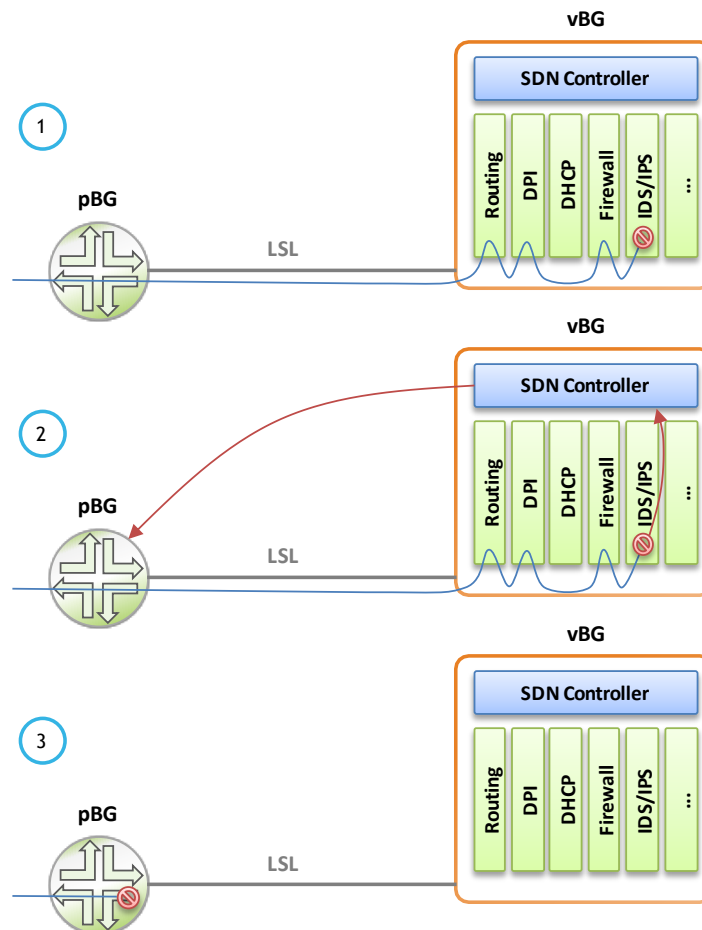 vBG
SDN Controller
1
pBG
LSL
Routing
DPI
DHCP
Firewall
IDS/IPS
...
vBG
SDN Controller
2
pBG
LSL
Routing
DPI
DHCP
Firewall
IDS/IPS
...
vBG
SDN Controller
3
pBG
LSL
Routing
DPI
DHCP
Firewall
IDS/IPS
...